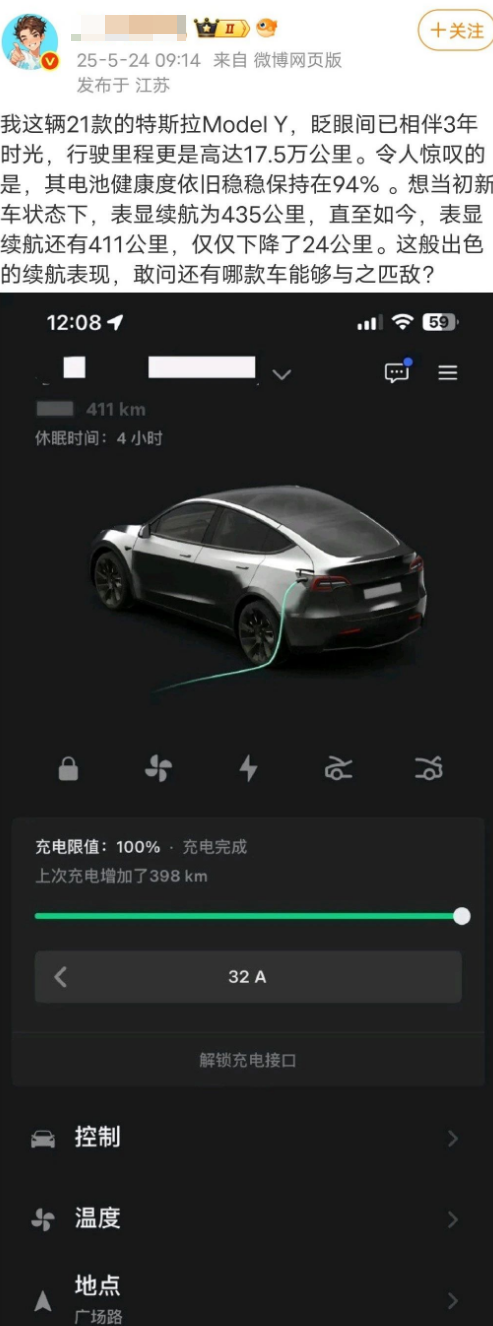 II
+关注
25-5-24 09:14 来自 微博网页版
发布于 江苏
我这辆21款的特斯拉Model Y，眨眼间已相伴3年
时光，行驶里程更是高达17.5万公里。令人惊叹的
是，其电池健康度依旧稳稳保持在94% 。想当初新
车状态下，表显续航为435公里，直至如今，表显
续航还有411公里，仅仅下降了24公里。这般出色
的续航表现，敢问还有哪款车能够与之匹敌？
12:08
59
411 km
休眠时间：4 小时
充电限值：100% · 充电完成
上次充电增加了398 km
32 A
解锁充电接口
控制
温度
地点
广场路